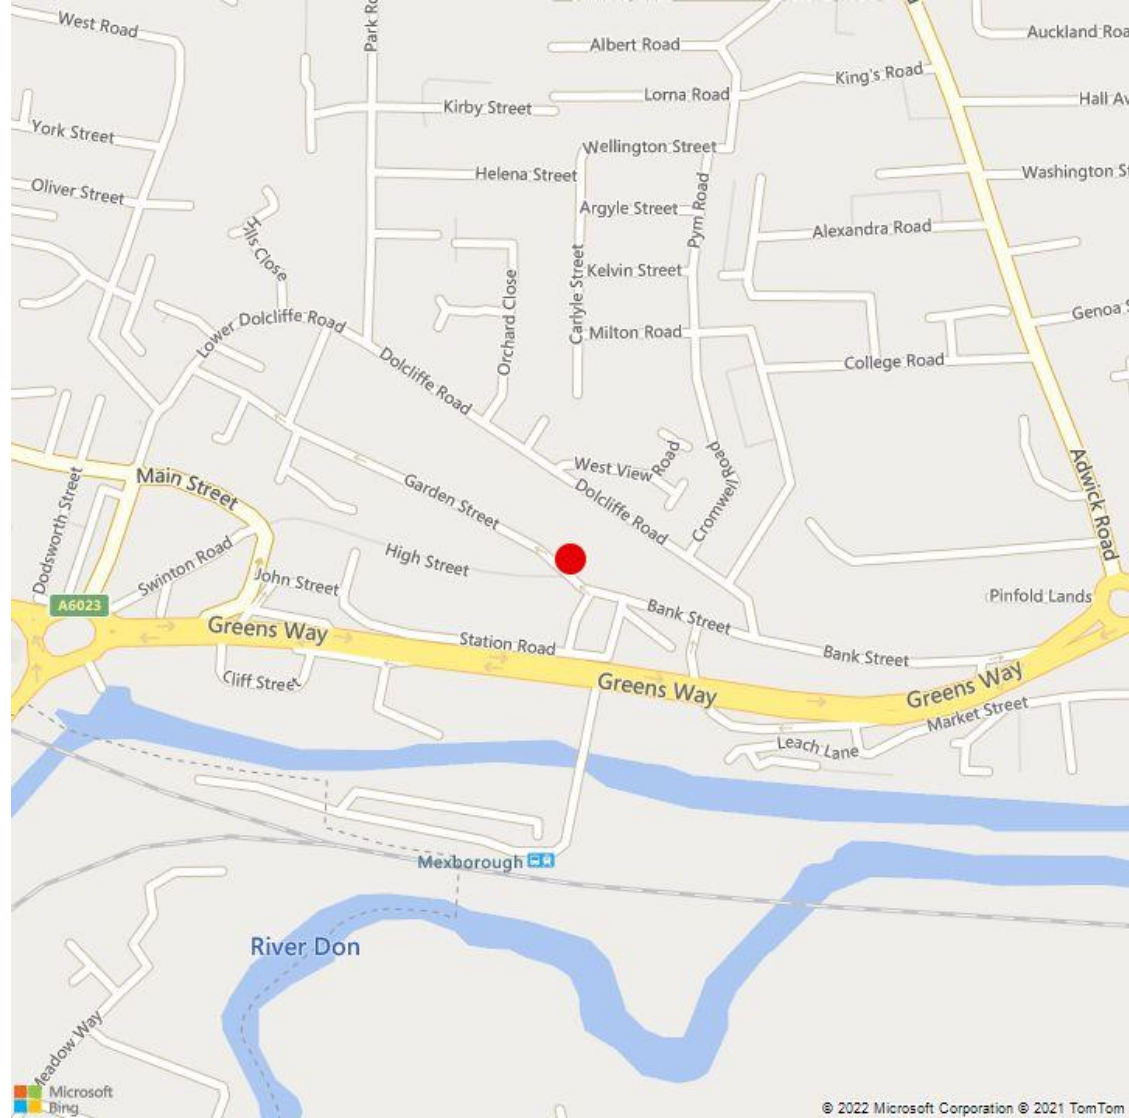 West Road
Park Ro
Albert Road
Auckland Roa
King's Road
Lorna Road
Kirby Street
Hall Av
York Street
Wellington Street
Helena Street
Washington St
Oliver Street
Argyle Street
Pym Road
Alexandra Road
Hills Close
Kelvin Street
Carlyle Street
Orchard Close
Genoa S
Lower Dolcliffe Road
Milton Road
College Road
Dolcliffe Road
West View Road
Main Street
Garden Street
Dolcliffe Road
Cromwell Road
Adwick Road
Dodsworth Street
Swinton Road
High Street
John Street
Pinfold Lands
A6023
Bank Street
Greens Way
Station Road
Bank Street
Cliff Street
Greens Way
Greens Way
Market Street
Leach Lane
Mexborough
River Don
Meadow Way
Microsoft
Bing
© 2022 Microsoft Corporation © 2021 TomTom